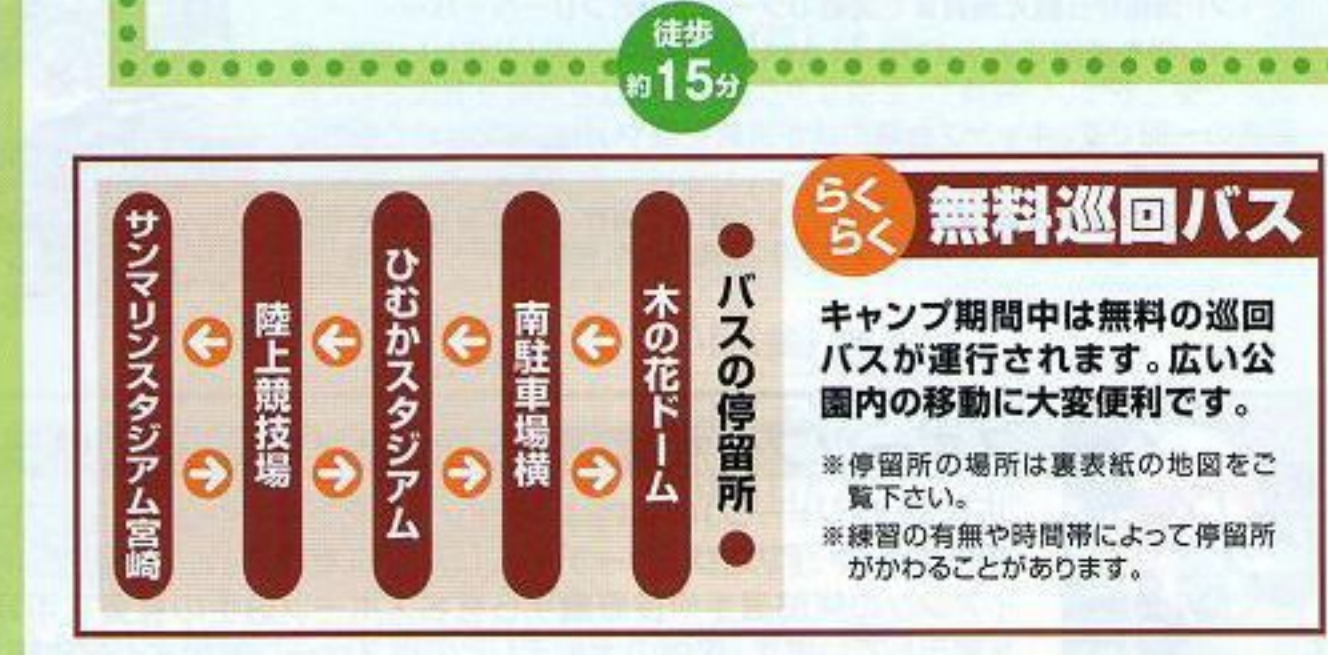 徒歩
約15分
らく
らく
無料巡回バス
キャンプ期間中は無料の巡回
バスが運行されます。広い公
園内の移動に大変便利です。
※停留所の場所は裏表紙の地図をご
覧下さい。
※練習の有無や時間帯によって停留所
がかわることがあります。
●バスの停留所●
木の花ドーム
南駐車場横
ひむかスタジアム
陸上競技場
サンマリンスタジアム宮崎